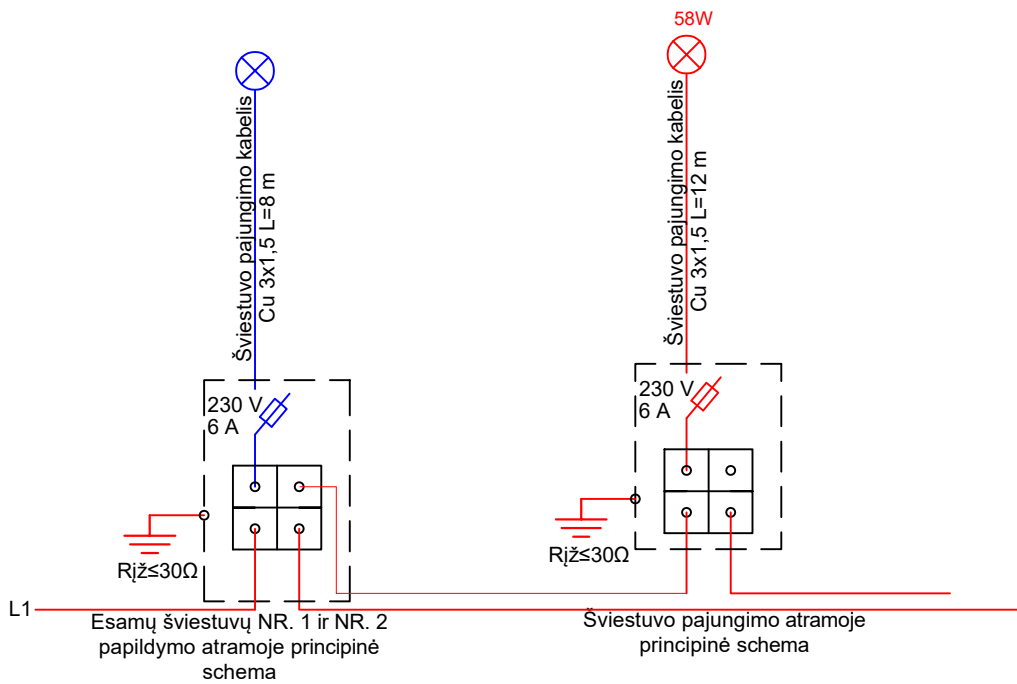 58W
Šviestuvo pajungimo kabelis
Cu 3x1,5 L=8 m
Šviestuvo pajungimo kabelis
Cu 3x1,5 L=12 m
230 V
6 A
230 V
6 A
Rįž≤30Ω
Rįž≤30Ω
L1
Esamų šviestuvų NR. 1 ir NR. 2
papildymo atramoje principinė
schema
Šviestuvo pajungimo atramoje
principinė schema